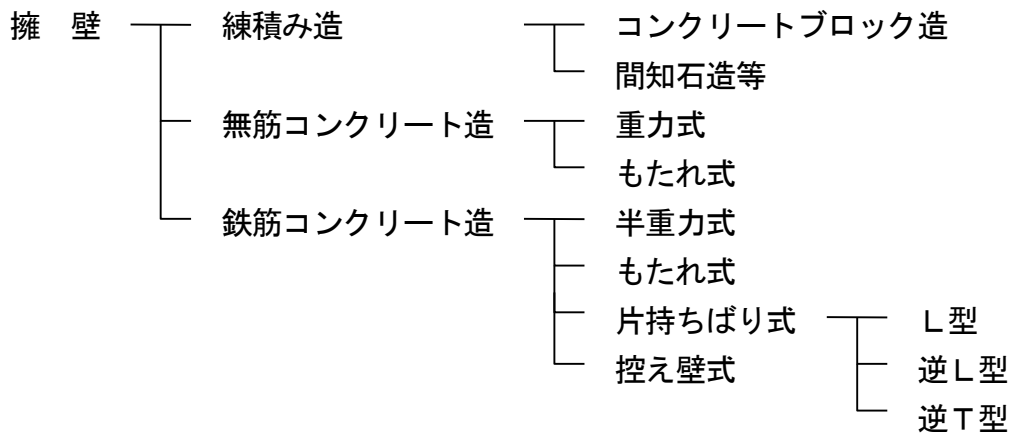 擁　壁　練積み造　コンクリートブロック造
間知石造等
無筋コンクリート造　重力式
もたれ式
鉄筋コンクリート造　半重力式
もたれ式
片持ちばり式　Ｌ型
控え壁式　逆Ｌ型
逆Ｔ型